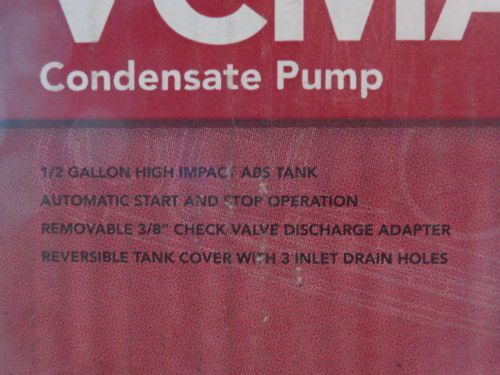 VCMA
Condensate Pump
1/2 GALLON HIGH IMPACT ABS TANK
AUTOMATIC START AND STOP OPERATION
REMOVABLE 3/8" CHECK VALVE DISCHARGE ADAPTER
REVERSIBLE TANK COVER WITH 3 INLET DRAIN HOLES